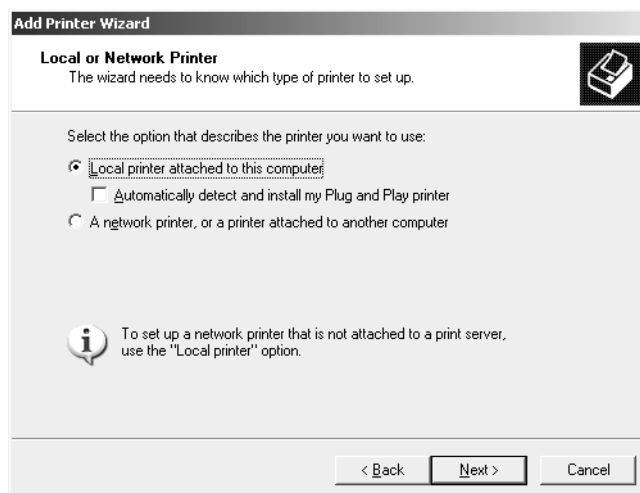 Add Printer Wizard
Local or Network Printer
The wizard needs to know which type of printer to set up.
Select the option that describes the printer you want to use:
Local printer attached to this computer
Automatically detect and install my Plug and Play printer
A network printer, or a printer attached to another computer
To set up a network printer that is not attached to a print server,
use the "Local printer" option.
< Back
Next >
Cancel